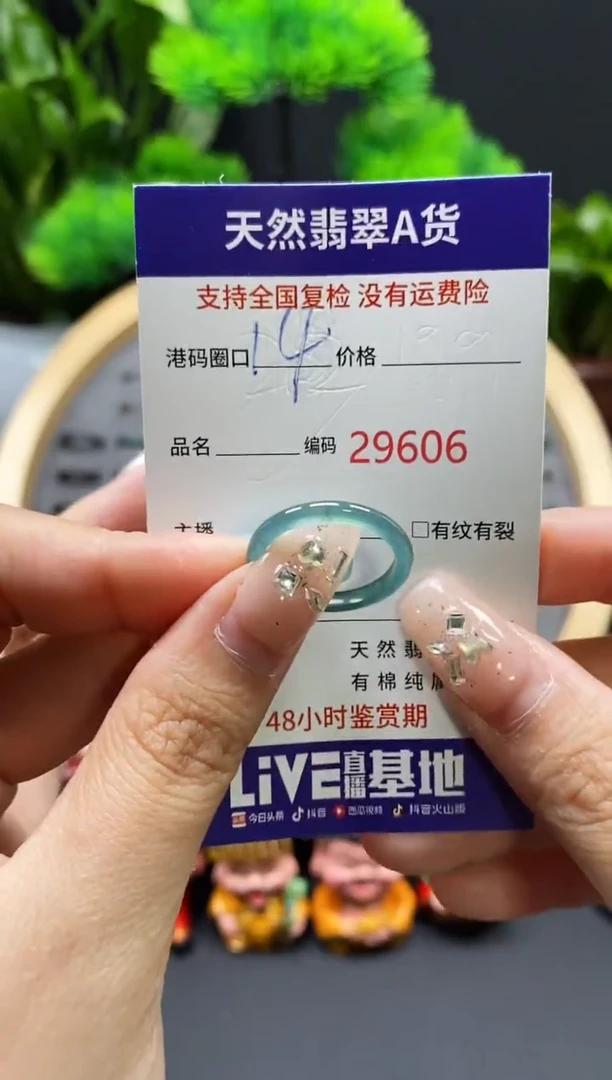 天然翡翠A货
支持全国复检 没有运费险
港码圈口 14 价格
品名 编码 29606
主播 □有纹有裂
天然翡
有棉纯
48小时鉴赏期
LiVE直播基地
今日头条 抖音 西瓜视频 抖音火山版